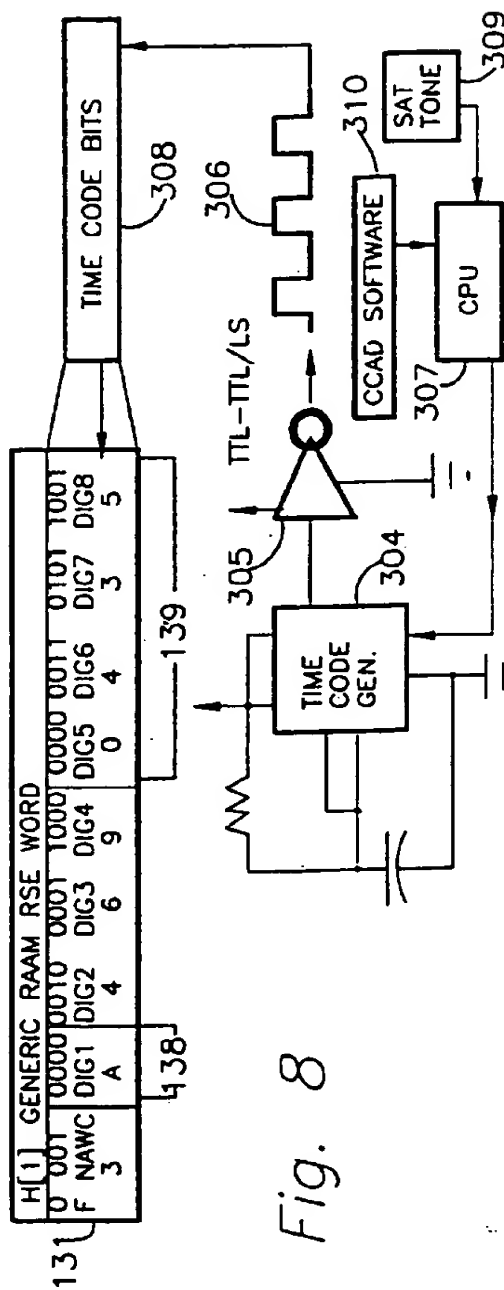 H[1] GENERIC RAAM RSE WORD
0 001 0000 0010 0001 1000 0000 0011 0101 1001
F NAWC DIG1 DIG2 DIG3 DIG4 DIG5 DIG6 DIG7 DIG8
3 A 4 6 9 0 4 3 5
131
138
139
TIME CODE BITS
308
306
TTL-TTL/LS
305
304
TIME
CODE
GEN.
310
CCAD SOFTWARE
SAT
TONE
309
CPU
307
Fig. 8